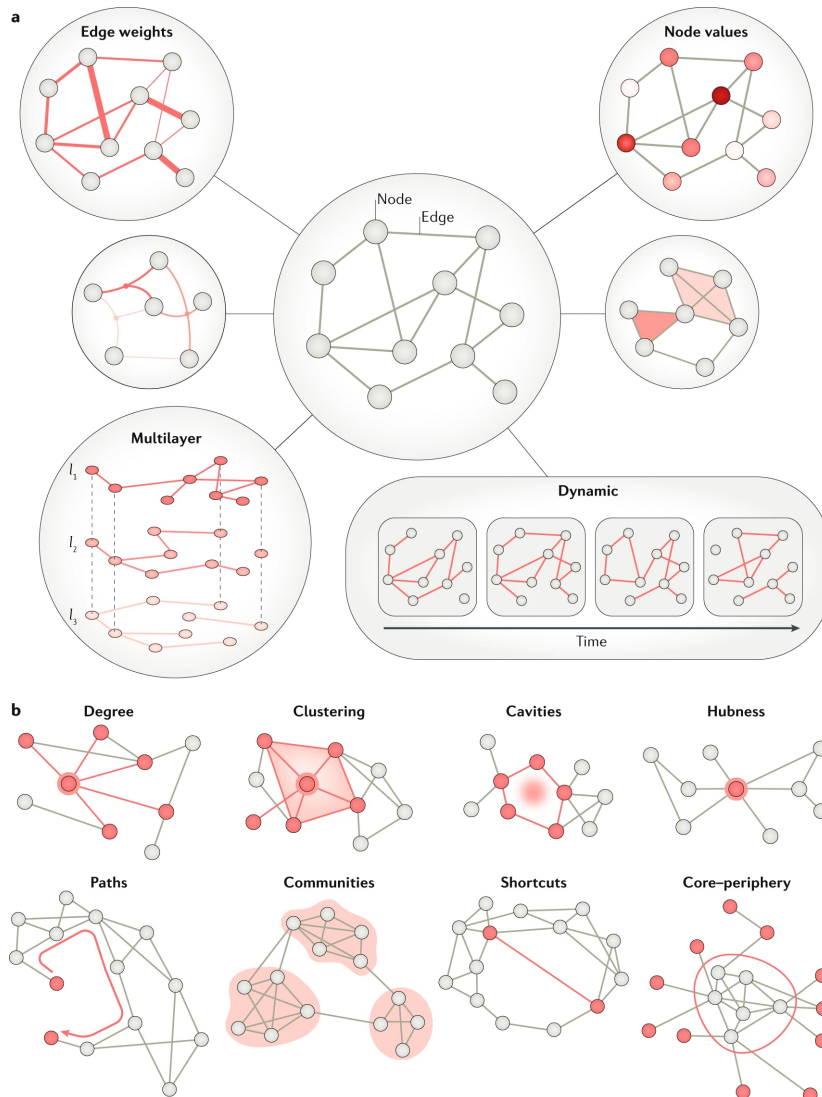 a
Edge weights
Node values
Node
Edge
Multilayer
l1
l2
l3
Dynamic
Time
b
Degree
Clustering
Cavities
Hubness
Paths
Communities
Shortcuts
Core–periphery